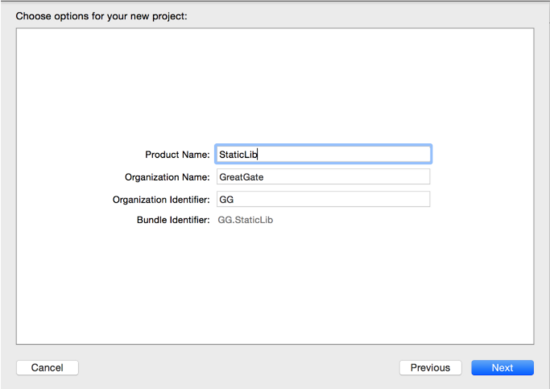 Choose options for your new project:
Product Name: StaticLib
Organization Name: GreatGate
Organization Identifier: GG
Bundle Identifier: GG.StaticLib
Cancel Previous Next